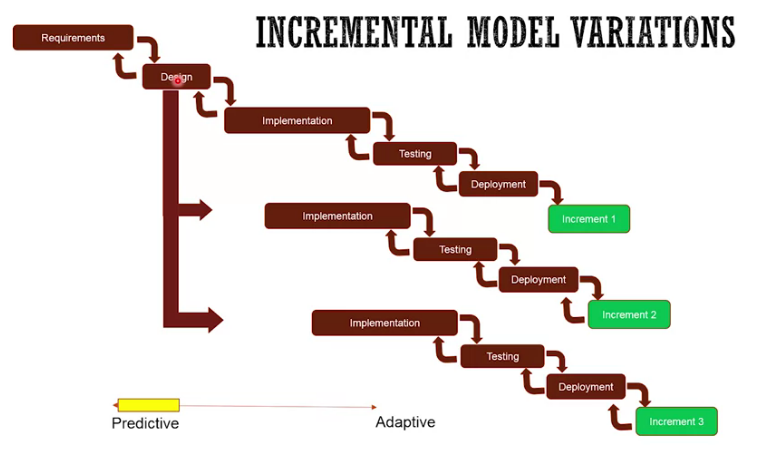 INCREMENTAL MODEL VARIATIONS
Requirements
Design
Implementation
Testing
Deployment
Increment 1
Implementation
Testing
Deployment
Increment 2
Implementation
Testing
Deployment
Increment 3
Predictive
Adaptive